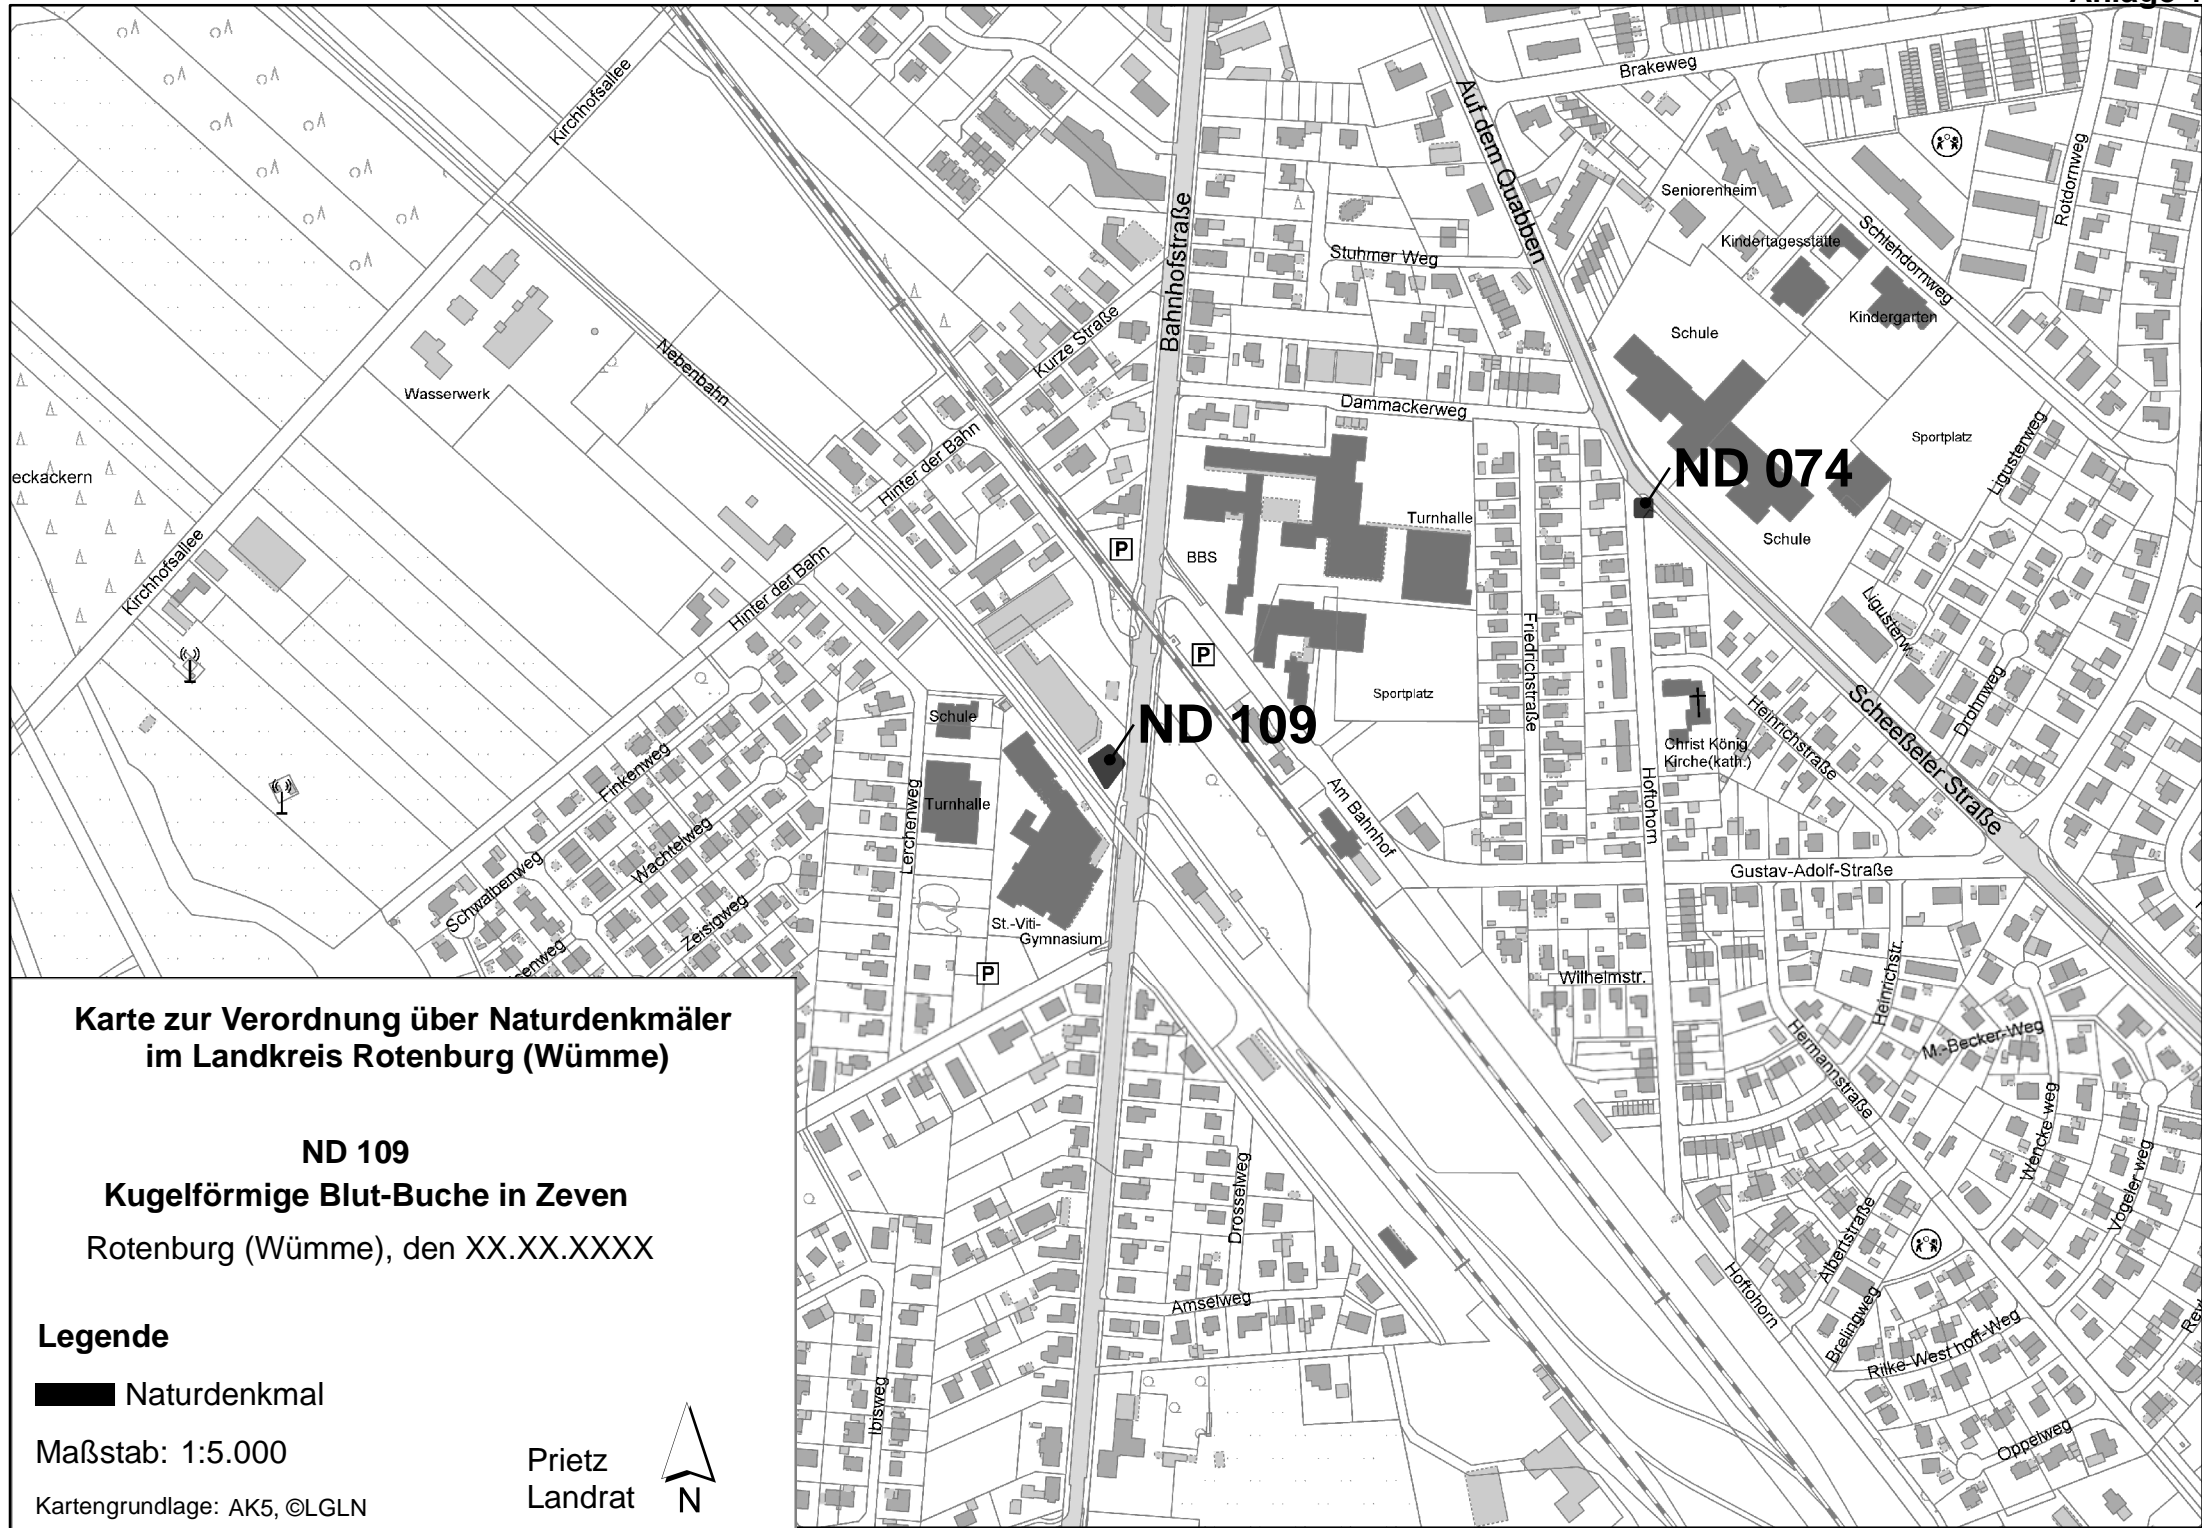 Kirchhofsallee
Brakeweg
Auf dem Quabben
Rotdornweg
Seniorenheim
Kindertagesstätte
Schlehdornweg
Bahnhofstraße
Stuhmer Weg
Kindergarten
Schule
Kurze Straße
Nebenbahn
Wasserwerk
Dammackerweg
Hinter der Bahn
Ligusterweg
Sportplatz
eckackern
ND 074
Turnhalle
Schule
P
BBS
Kirchhofsallee
Hinter der Bahn
Ligusterw.
Friedrichstraße
P
Sportplatz
Scheeßeler Straße
Drohnweg
Heinrichstraße
Schule
ND 109
Christ König
Kirche(kath.)
Finkenweg
Turnhalle
Lerchenweg
Am Bahnhof
Hoftohorn
Wachtelweg
Gustav-Adolf-Straße
Schwalbenweg
Zeisigweg
St.-Viti-
Gymnasium
senweg
P
Wilhelmstr.
Heinrichstr.
M.-Becker-Weg
Hermannstraße
Wencke weg
Vogeler weg
Drosselweg
Albertstraße
Hoftohorn
Amselweg
Brelingweg
Rilke-West hoff-Weg
Ibisweg
Oppelweg
Karte zur Verordnung über Naturdenkmäler
im Landkreis Rotenburg (Wümme)
ND 109
Kugelförmige Blut-Buche in Zeven
Rotenburg (Wümme), den XX.XX.XXXX
Legende
Naturdenkmal
Maßstab: 1:5.000
Kartengrundlage: AK5, ©LGLN
Prietz
Landrat
N